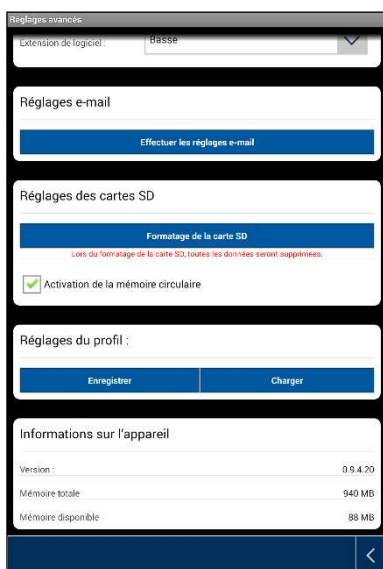 Réglages avancés
Extension de logiciel :
Basse
Réglages e-mail
Effectuer les réglages e-mail
Réglages des cartes SD
Formatage de la carte SD
Lors du formatage de la carte SD, toutes les données seront supprimées.
Activation de la mémoire circulaire
Réglages du profil :
Enregistrer Charger
Informations sur l'appareil
Version : 0.9.4.20
Mémoire totale 940 MB
Mémoire disponible 88 MB